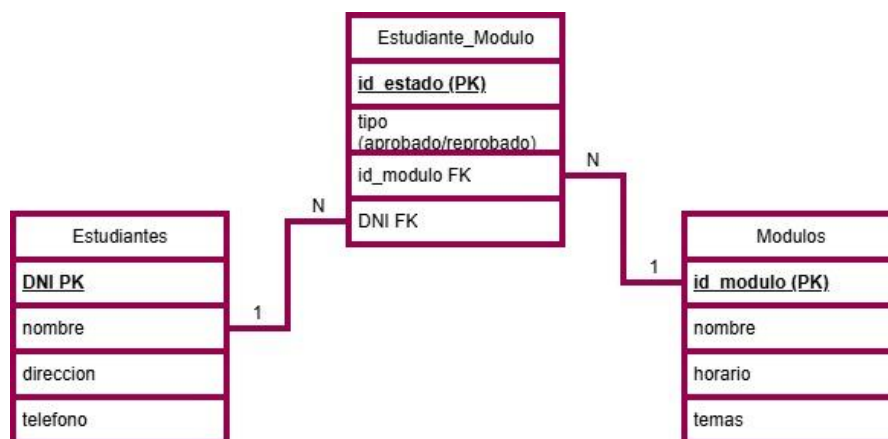 Estudiante_Modulo
id_estado (PK)
tipo
(aprobado/reprobado)
id_modulo FK
DNI FK
N
N
1
1
Estudiantes
DNI PK
nombre
direccion
telefono
Modulos
id_modulo (PK)
nombre
horario
temas